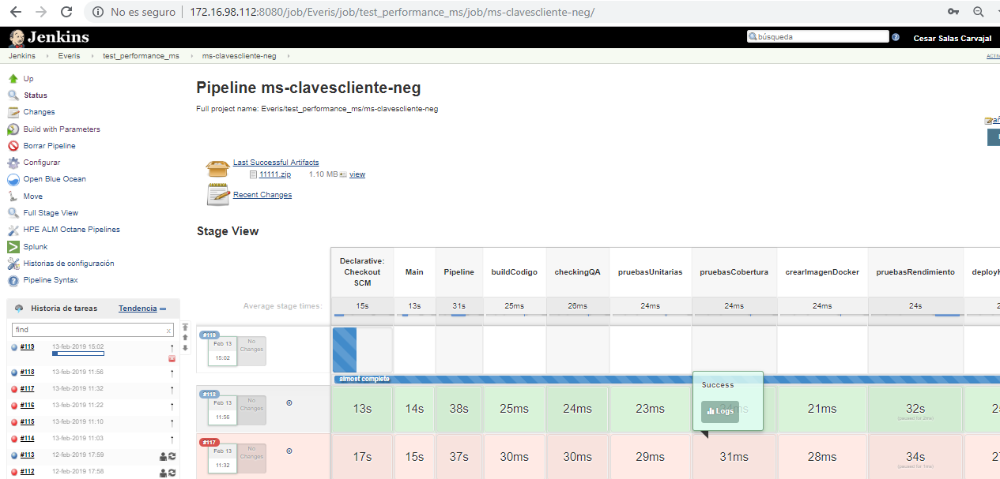 No es seguro 172.16.98.112:8080/job/Everis/job/test_performance_ms/job/ms-clavescliente-neg/
Jenkins
búsqueda
Cesar Salas Carvajal
Jenkins Everis test_performance_ms ms-clavescliente-neg
Up
Status
Changes
Build with Parameters
Borrar Pipeline
Configurar
Open Blue Ocean
Move
Full Stage View
HPE ALM Octane Pipelines
Splunk
Historias de configuración
Pipeline Syntax
Historia de tareas Tendencia
find x
#119 13-feb-2019 15:02
#118 13-feb-2019 11:56
#117 13-feb-2019 11:32
#116 13-feb-2019 11:22
#115 13-feb-2019 11:10
#114 13-feb-2019 11:03
#113 12-feb-2019 17:59
#112 12-feb-2019 17:58
Pipeline ms-clavescliente-neg
Full project name: Everis/test_performance_ms/ms-clavescliente-neg
Last Successful Artifacts
11111.zip 1.10 MB view
Recent Changes
Stage View
Declarative:
Checkout
SCM
Main
Pipeline
buildCodigo
checkingQA
pruebasUnitarias
pruebasCobertura
crearImagenDocker
pruebasRendimiento
Average stage times: 15s 13s 31s 25ms 26ms 24ms 24ms 24ms 24s
#119
Feb 13
15:02
No
Changes
almost complete
#118
Feb 13
11:56
No
Changes
13s 14s 38s 25ms 24ms 23ms 24ms 21ms 32s
(paused for 2ms)
Success
Logs
#117
Feb 13
11:32
No
Changes
17s 15s 37s 30ms 30ms 29ms 31ms 28ms 34s
(paused for 1ms)